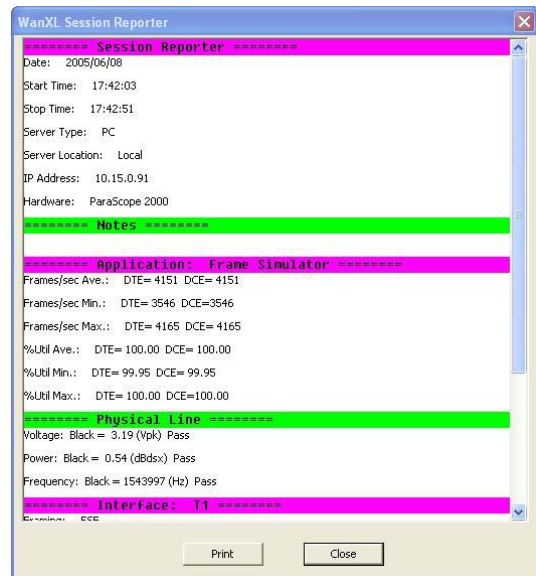 WanXL Session Reporter
======== Session Reporter ========
Date: 2005/06/08
Start Time: 17:42:03
Stop Time: 17:42:51
Server Type: PC
Server Location: Local
IP Address: 10.15.0.91
Hardware: ParaScope 2000
======== Notes ========
======== Application: Frame Simulator ========
Frames/sec Ave.: DTE= 4151 DCE= 4151
Frames/sec Min.: DTE= 3546 DCE=3546
Frames/sec Max.: DTE= 4165 DCE= 4165
%Util Ave.: DTE= 100.00 DCE= 100.00
%Util Min.: DTE= 99.95 DCE= 99.95
%Util Max.: DTE= 100.00 DCE=100.00
======== Physical Line ========
Voltage: Black = 3.19 (Vpk) Pass
Power: Black = 0.54 (dBdsx) Pass
Frequency: Black = 1543997 (Hz) Pass
======== Interface: T1 ========
Framing: ESF
Print
Close